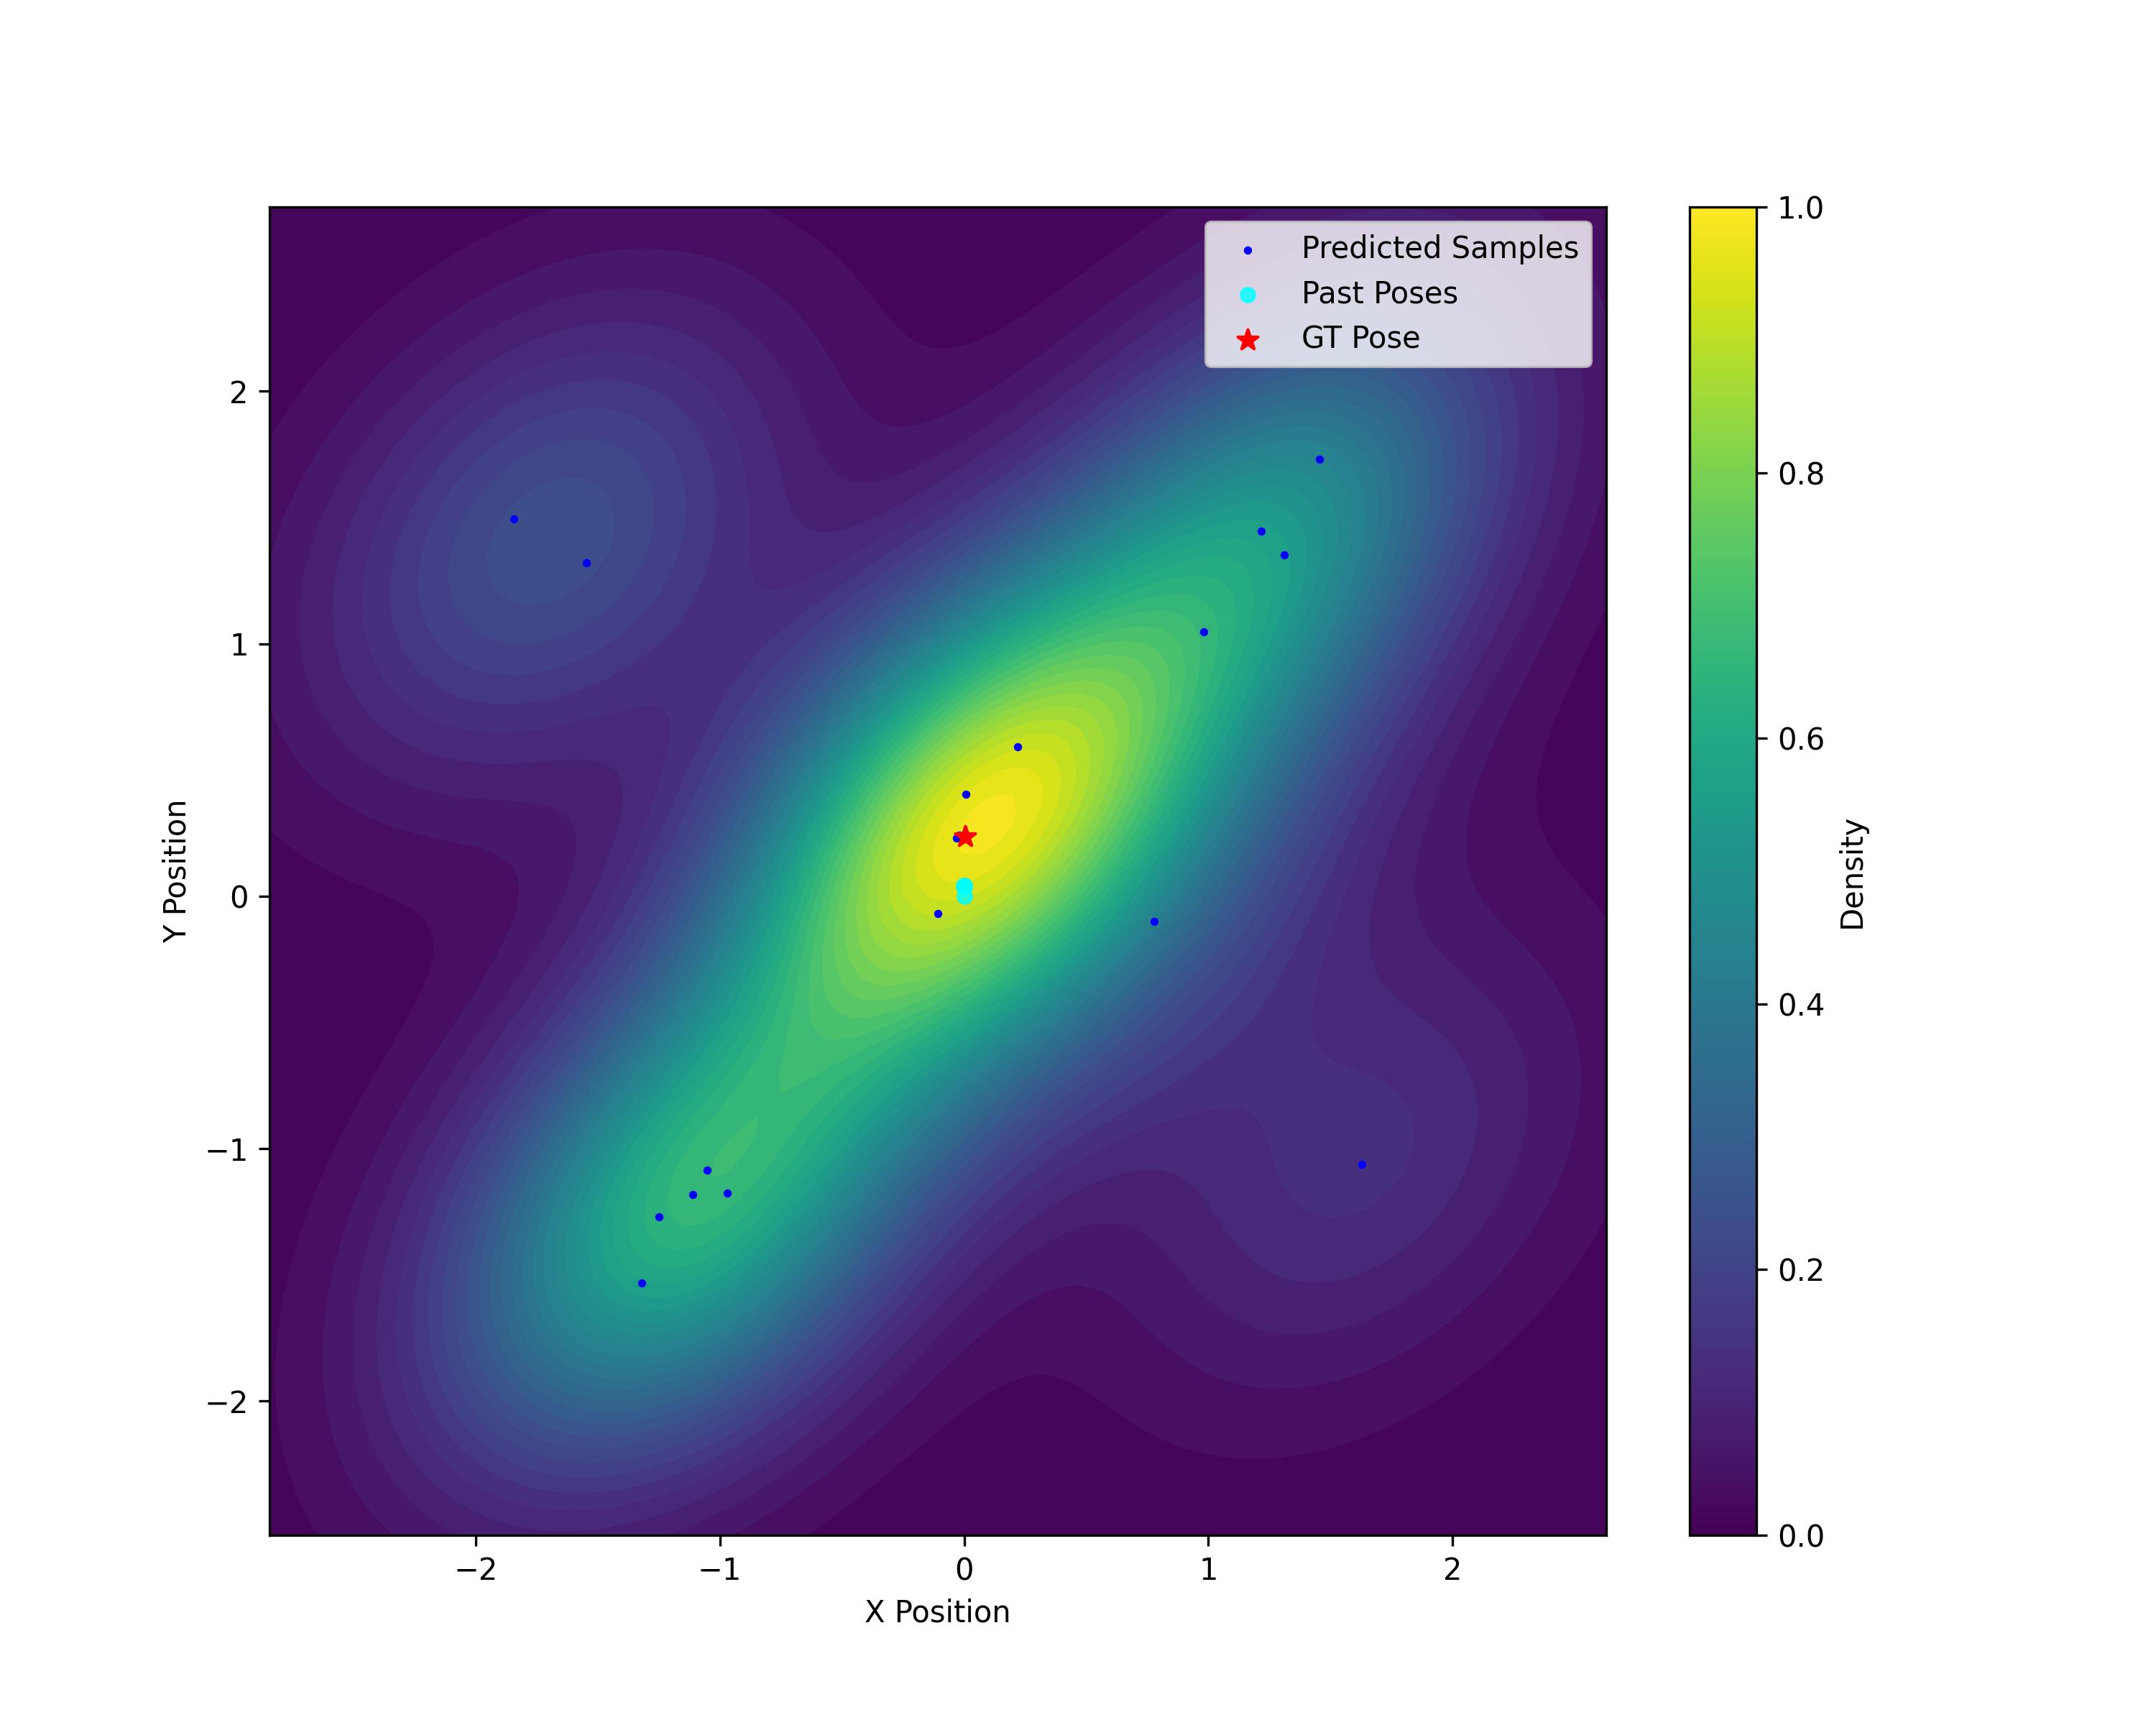 Predicted Samples
Past Poses
GT Pose
2
1
0
−1
−2
Y Position
−2
−1
0
1
2
X Position
1.0
0.8
0.6
0.4
0.2
0.0
Density